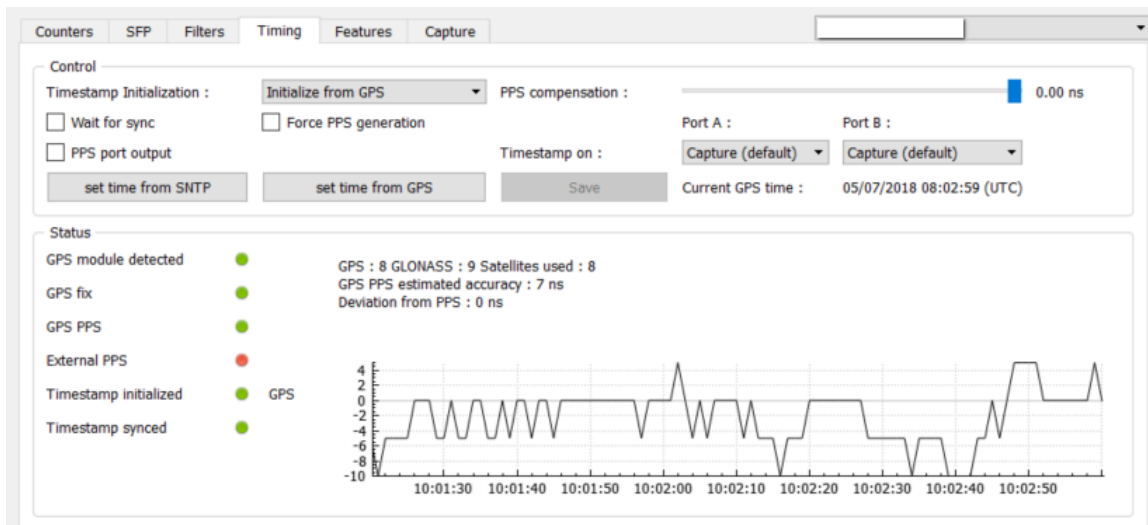 Counters SFP Filters Timing Features Capture
Control
Timestamp Initialization : Initialize from GPS PPS compensation : 0.00 ns
Wait for sync Force PPS generation Port A : Port B :
PPS port output Timestamp on : Capture (default) Capture (default)
set time from SNTP set time from GPS Save Current GPS time : 05/07/2018 08:02:59 (UTC)
Status
GPS module detected
GPS : 8 GLONASS : 9 Satellites used : 8
GPS PPS estimated accuracy : 7 ns
GPS fix
Deviation from PPS : 0 ns
GPS PPS
External PPS
Timestamp initialized GPS
Timestamp synced
4
2
0
-2
-4
-6
-8
-10
10:01:30 10:01:40 10:01:50 10:02:00 10:02:10 10:02:20 10:02:30 10:02:40 10:02:50